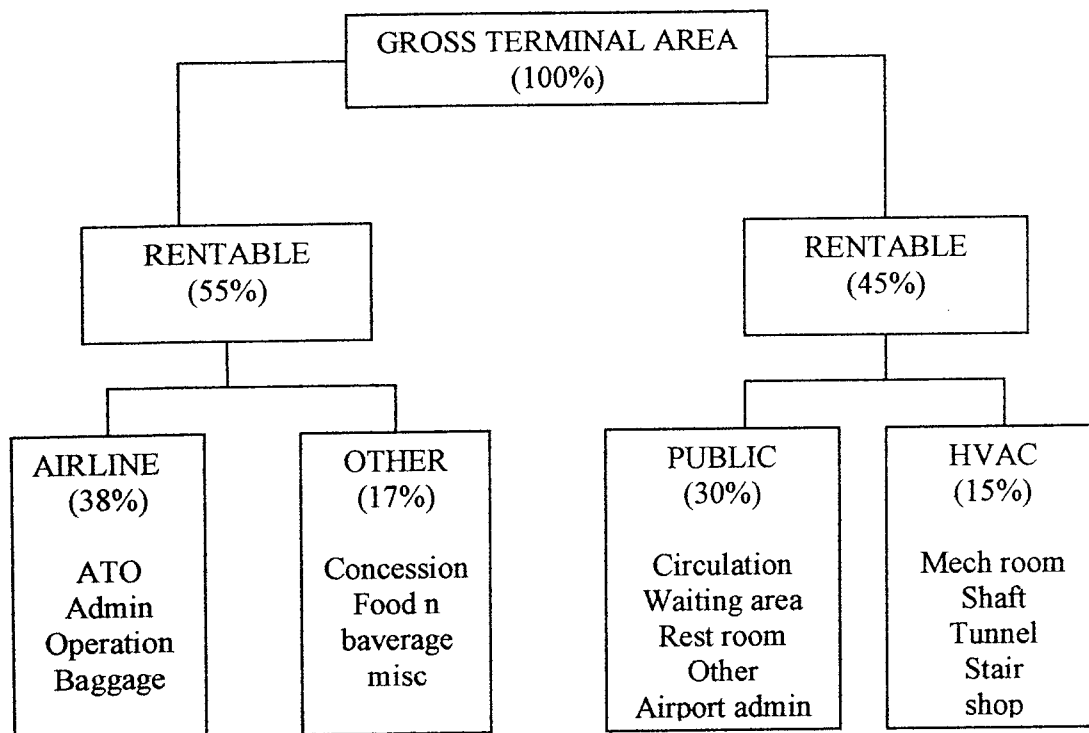 GROSS TERMINAL AREA
(100%)
RENTABLE
(55%)
RENTABLE
(45%)
AIRLINE
(38%)
ATO
Admin
Operation
Baggage
OTHER
(17%)
Concession
Food n
baverage
misc
PUBLIC
(30%)
Circulation
Waiting area
Rest room
Other
Airport admin
HVAC
(15%)
Mech room
Shaft
Tunnel
Stair
shop